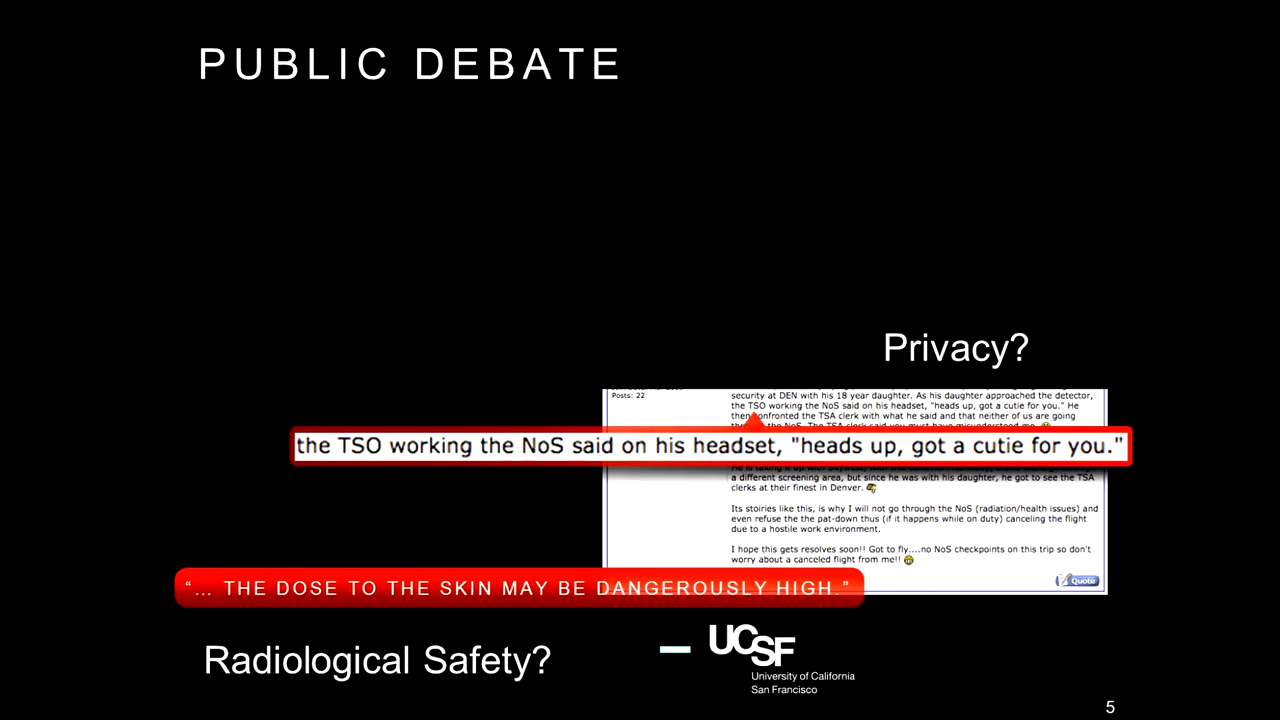 PUBLIC DEBATE
Privacy?
Posts: 22
security at DEN with his 18 year daughter. As his daughter approached the detector,
the TSO working the NoS said on his headset, "heads up, got a cutie for you." He
then confronted the TSA clerk with what he said and that neither of us are going
the NoS. The TSA clerk said you must have misunderstood me.
the TSO working the NoS said on his headset, "heads up, got a cutie for you."
a different screening area, but since he was with his daughter, he got to see the TSA
clerks at their finest in Denver.
Its stoiries like this, is why I will not go through the NoS (radiation/health issues) and
even refuse the the pat-down thus (if it happens while on duty) canceling the flight
due to a hostile work environment.
I hope this gets resolves soon!! Got to fly....no NoS checkpoints on this trip so don't
worry about a canceled flight from me!!
Quote
“... THE DOSE TO THE SKIN MAY BE DANGEROUSLY HIGH.”
Radiological Safety?
– UCSF
University of California
San Francisco
5